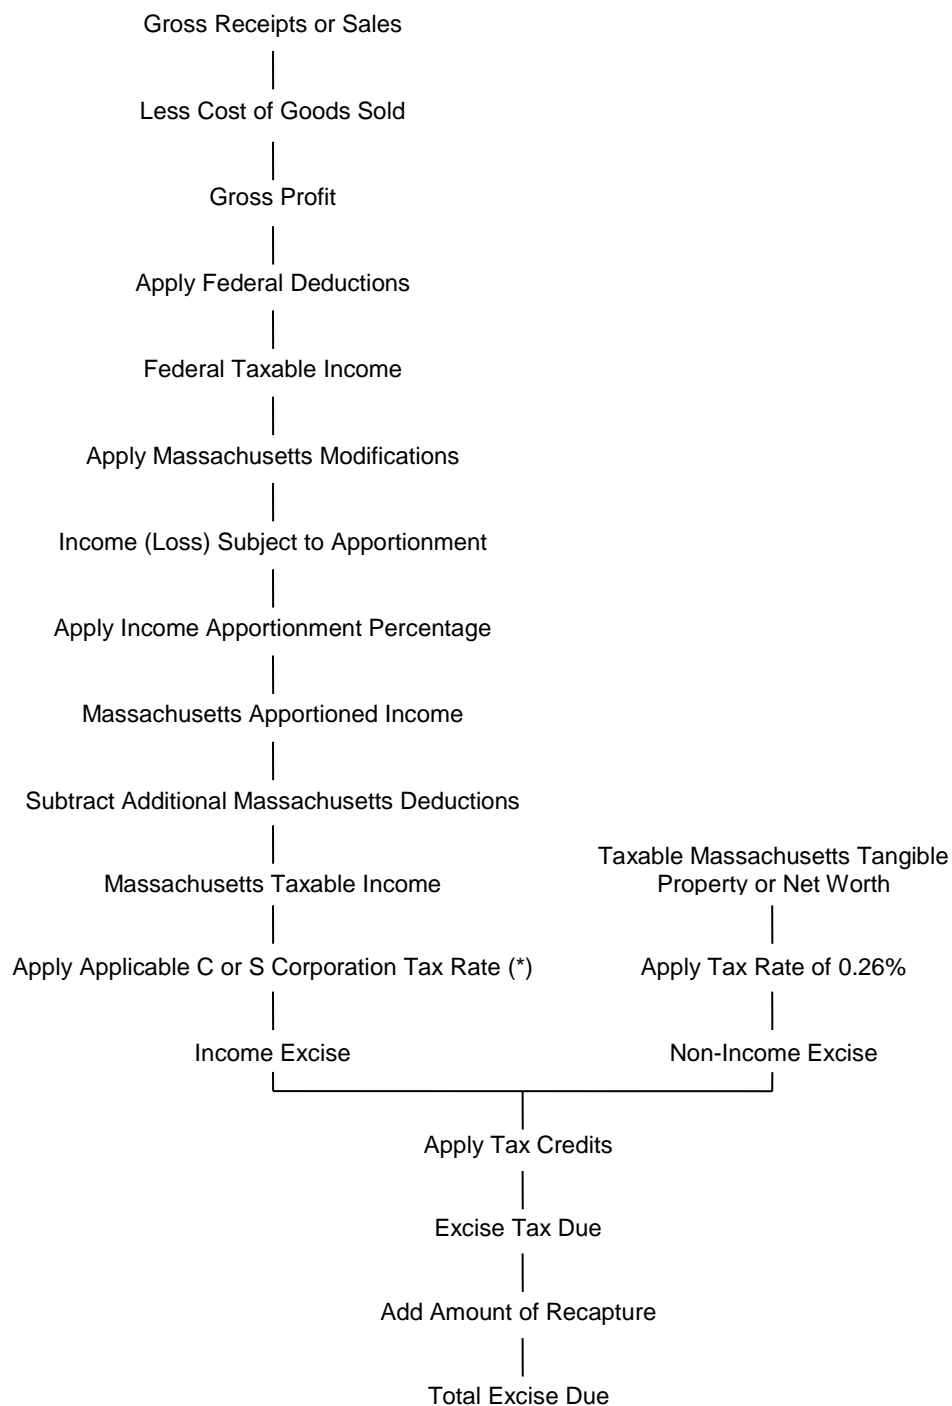 Gross Receipts or Sales
Less Cost of Goods Sold
Gross Profit
Apply Federal Deductions
Federal Taxable Income
Apply Massachusetts Modifications
Income (Loss) Subject to Apportionment
Apply Income Apportionment Percentage
Massachusetts Apportioned Income
Subtract Additional Massachusetts Deductions
Massachusetts Taxable Income
Apply Applicable C or S Corporation Tax Rate (*)
Income Excise
Taxable Massachusetts Tangible
Property or Net Worth
Apply Tax Rate of 0.26%
Non-Income Excise
Apply Tax Credits
Excise Tax Due
Add Amount of Recapture
Total Excise Due